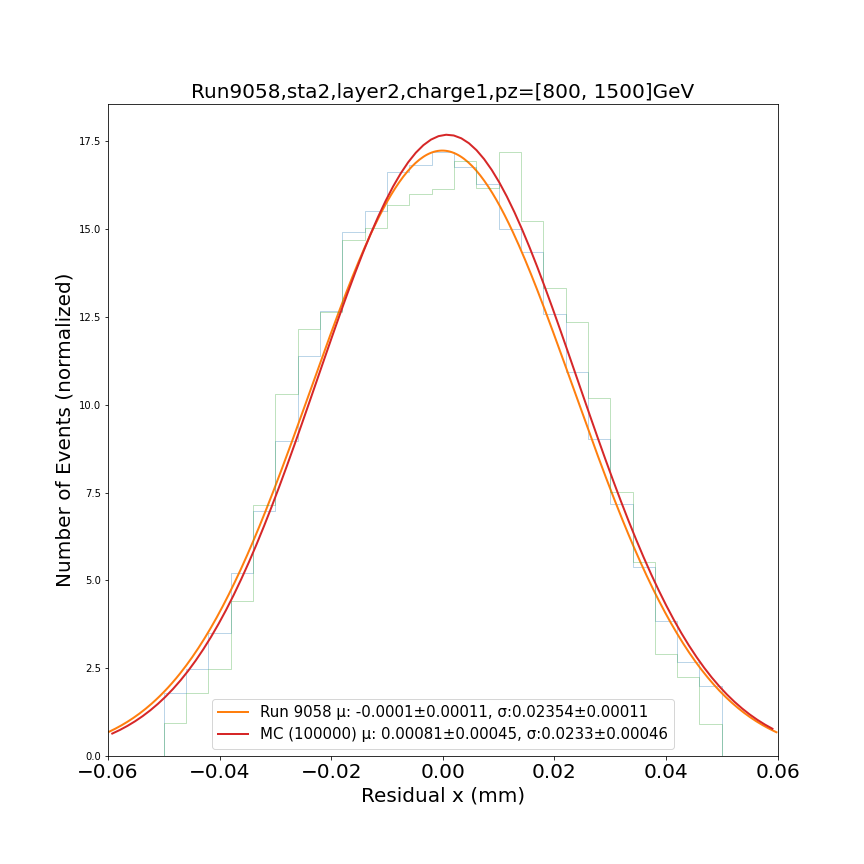 Run9058,sta2,layer2,charge1,pz=[800, 1500]GeV
Number of Events (normalized)
17.5
15.0
12.5
10.0
7.5
5.0
2.5
0.0
Run 9058 μ: -0.0001±0.00011, σ:0.02354±0.00011
MC (100000) μ: 0.00081±0.00045, σ:0.0233±0.00046
−0.06 −0.04 −0.02 0.00 0.02 0.04 0.06
Residual x (mm)